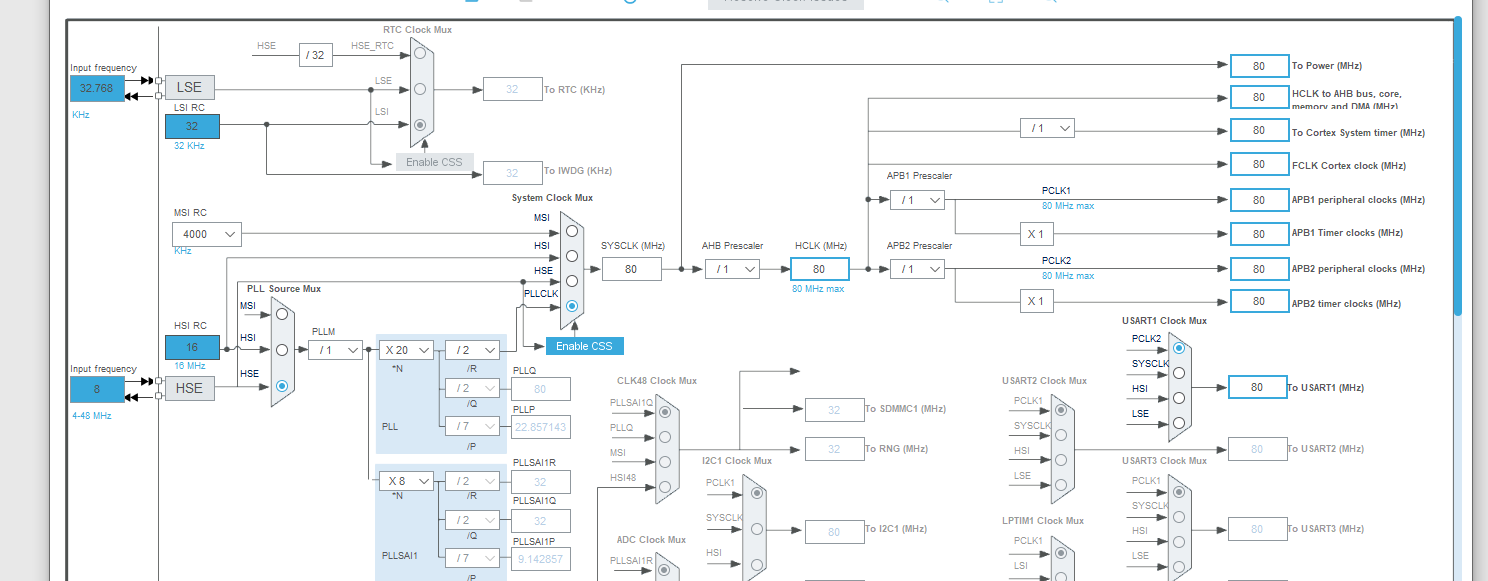 Resolve Clock Issues
RTC Clock Mux
HSE
/ 32
HSE_RTC
Input frequency
32.768
KHz
LSE
LSE
32
To RTC (KHz)
LSI RC
LSI
32
32 KHz
Enable CSS
32
To IWDG (KHz)
System Clock Mux
MSI RC
4000
KHz
MSI
HSI
HSE
PLLCLK
Enable CSS
SYSCLK (MHz)
80
AHB Prescaler
/ 1
HCLK (MHz)
80
80 MHz max
80
To Power (MHz)
80
HCLK to AHB bus, core,
memory and DMA (MHz)
/ 1
80
To Cortex System timer (MHz)
80
FCLK Cortex clock (MHz)
APB1 Prescaler
/ 1
PCLK1
80 MHz max
80
APB1 peripheral clocks (MHz)
X 1
80
APB1 Timer clocks (MHz)
APB2 Prescaler
/ 1
PCLK2
80 MHz max
80
APB2 peripheral clocks (MHz)
X 1
80
APB2 timer clocks (MHz)
PLL Source Mux
MSI
HSI
HSE
HSI RC
16
16 MHz
Input frequency
8
4-48 MHz
HSE
PLLM
/ 1
X 20
*N
/ 2
/R
/ 2
/Q
/ 7
/P
PLL
PLLQ
80
PLLP
22.857143
X 8
*N
/ 2
/R
/ 2
/Q
/ 7
/P
PLLSAI1
PLLSAI1R
32
PLLSAI1Q
32
PLLSAI1P
9.142857
CLK48 Clock Mux
PLLSAI1Q
PLLQ
MSI
HSI48
32
To SDMMC1 (MHz)
32
To RNG (MHz)
I2C1 Clock Mux
PCLK1
SYSCLK
HSI
80
To I2C1 (MHz)
ADC Clock Mux
PLLSAI1R
USART1 Clock Mux
PCLK2
SYSCLK
HSI
LSE
80
To USART1 (MHz)
USART2 Clock Mux
PCLK1
SYSCLK
HSI
LSE
80
To USART2 (MHz)
USART3 Clock Mux
PCLK1
SYSCLK
HSI
LSE
80
To USART3 (MHz)
LPTIM1 Clock Mux
PCLK1
LSI